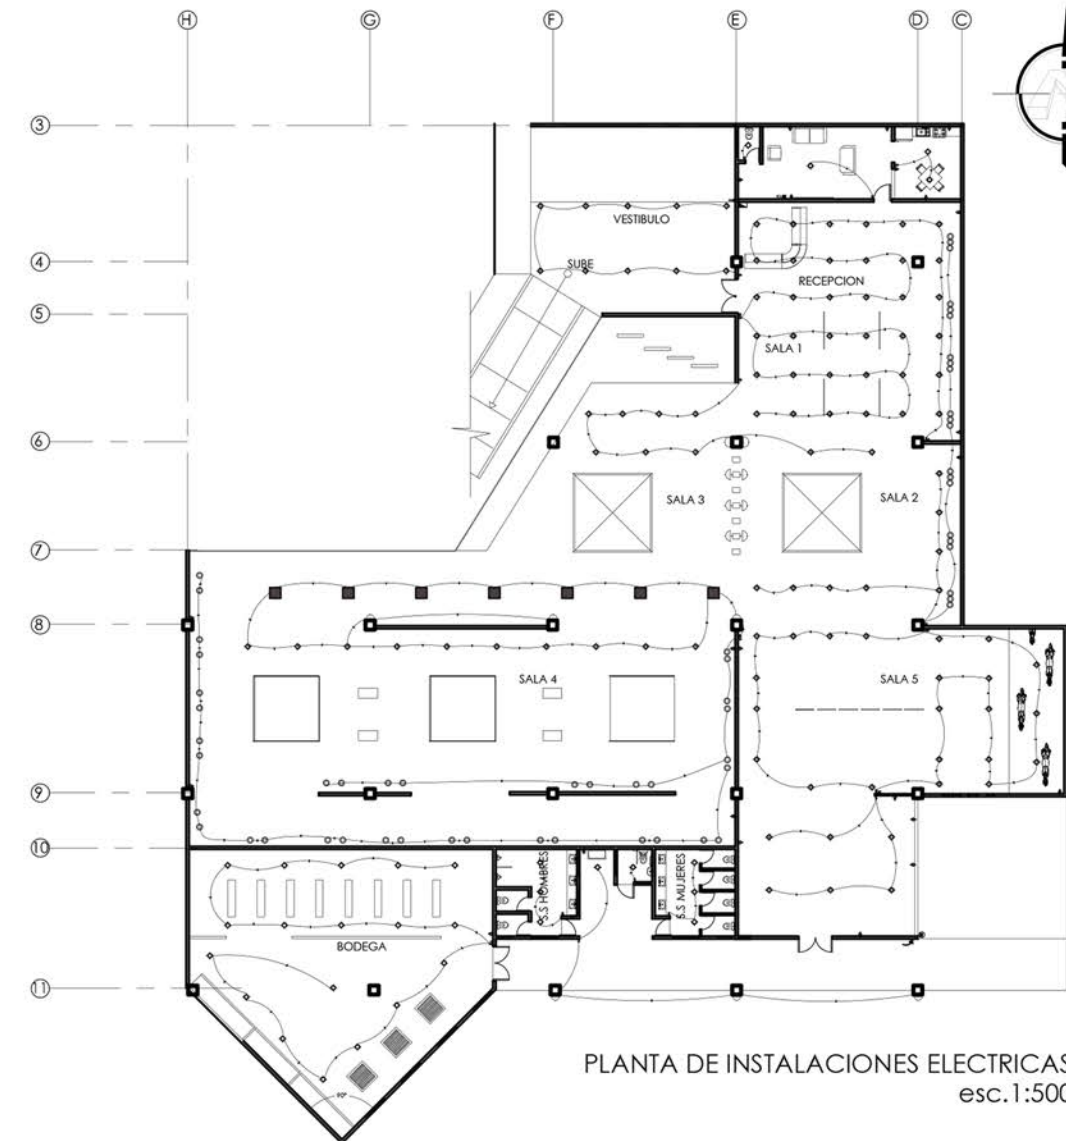 H G F E D C
3
VESTIBULO
4
SUBE
RECEPCION
5
SALA 1
6
SALA 3
SALA 2
7
8
SALA 4
SALA 5
9
10
S.S HOMBRES
S.S MUJERES
BODEGA
11
90°
PLANTA DE INSTALACIONES ELECTRICAS
esc.1:500